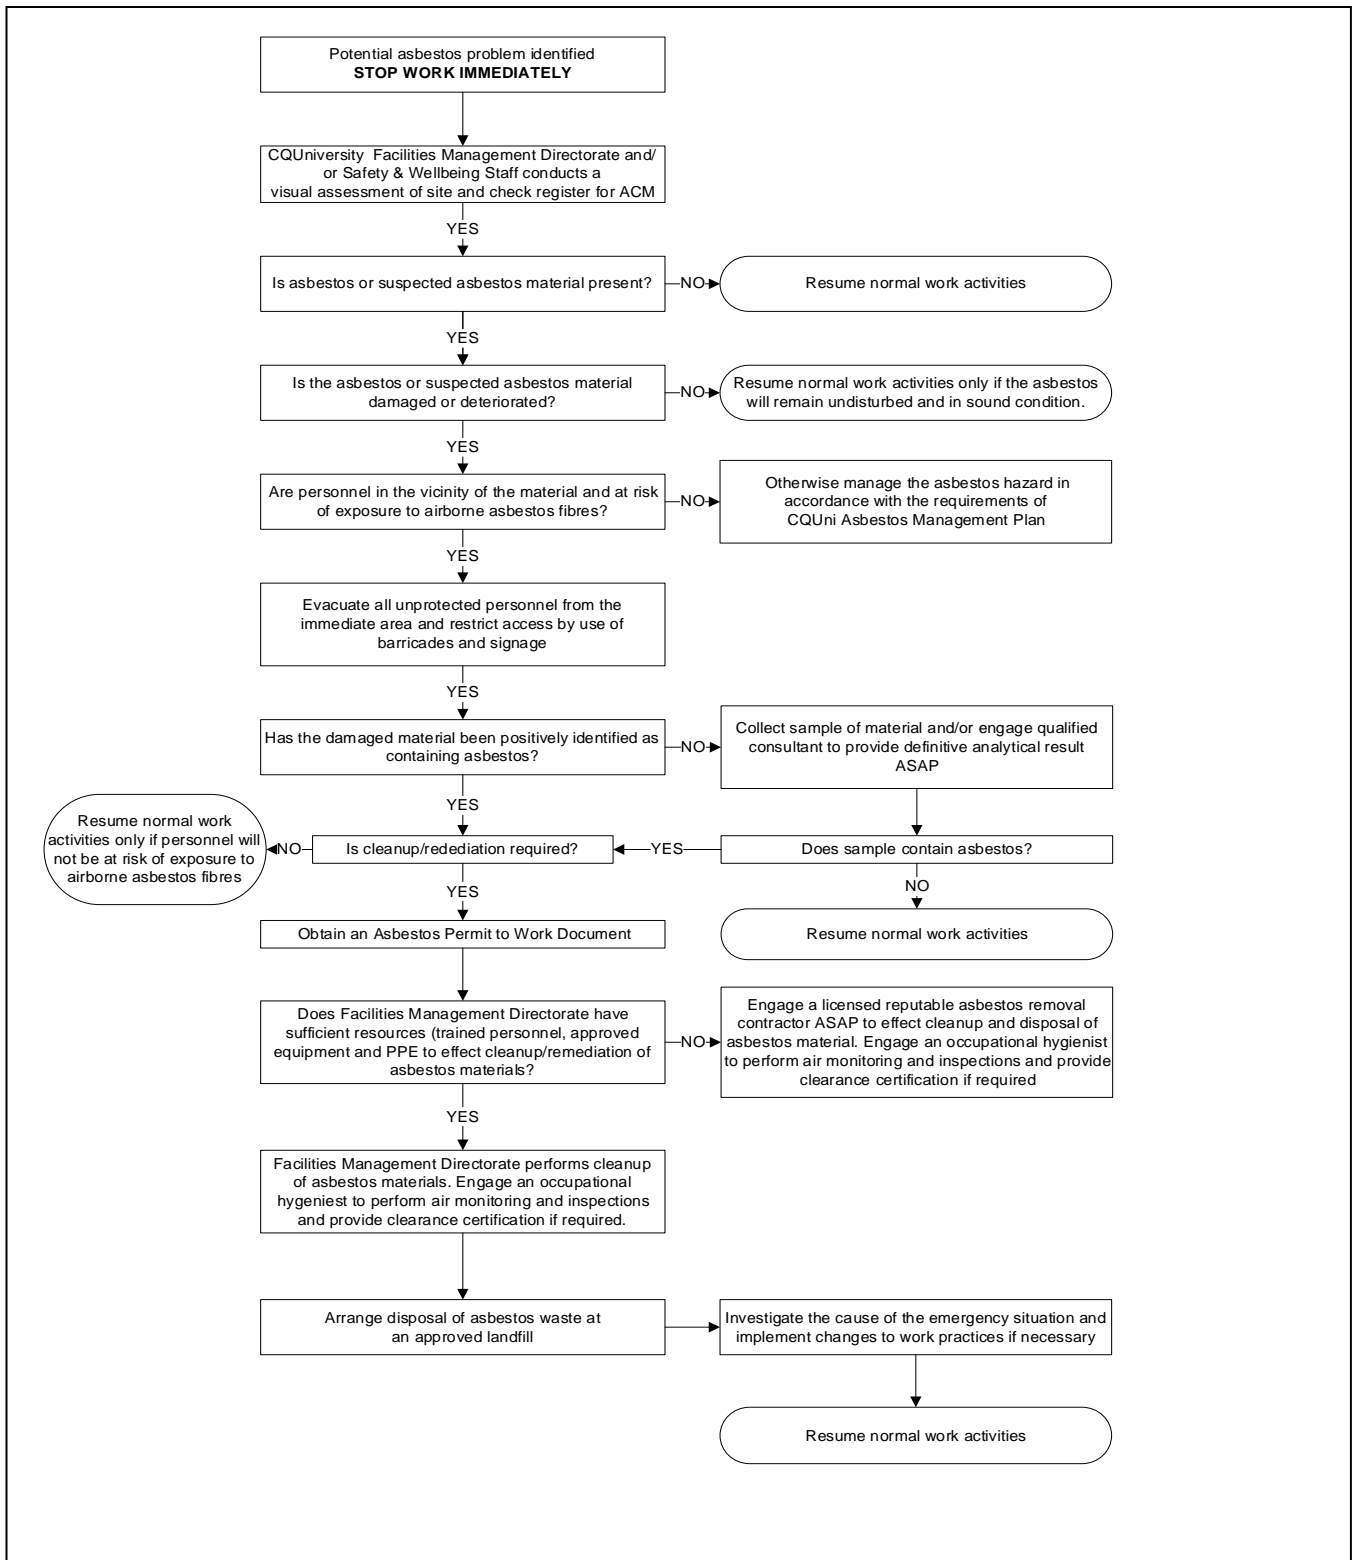 Potential asbestos problem identified
STOP WORK IMMEDIATELY
CQUniversity Facilities Management Directorate and/
or Safety & Wellbeing Staff conducts a
visual assessment of site and check register for ACM
YES
Is asbestos or suspected asbestos material present?
NO
Resume normal work activities
YES
Is the asbestos or suspected asbestos material
damaged or deteriorated?
NO
Resume normal work activities only if the asbestos
will remain undisturbed and in sound condition.
YES
Are personnel in the vicinity of the material and at risk
of exposure to airborne asbestos fibres?
NO
Otherwise manage the asbestos hazard in
accordance with the requirements of
CQUni Asbestos Management Plan
YES
Evacuate all unprotected personnel from the
immediate area and restrict access by use of
barricades and signage
YES
Has the damaged material been positively identified as
containing asbestos?
NO
Collect sample of material and/or engage qualified
consultant to provide definitive analytical result
ASAP
YES
Resume normal work
activities only if personnel will
not be at risk of exposure to
airborne asbestos fibres
NO
Is cleanup/redediation required?
YES
Does sample contain asbestos?
YES
NO
Obtain an Asbestos Permit to Work Document
Resume normal work activities
Does Facilities Management Directorate have
sufficient resources (trained personnel, approved
equipment and PPE to effect cleanup/remediation of
asbestos materials?
NO
Engage a licensed reputable asbestos removal
contractor ASAP to effect cleanup and disposal of
asbestos material. Engage an occupational hygienist
to perform air monitoring and inspections and provide
clearance certification if required
YES
Facilities Management Directorate performs cleanup
of asbestos materials. Engage an occupational
hygeniest to perform air monitoring and inspections
and provide clearance certification if required.
Arrange disposal of asbestos waste at
an approved landfill
Investigate the cause of the emergency situation and
implement changes to work practices if necessary
Resume normal work activities